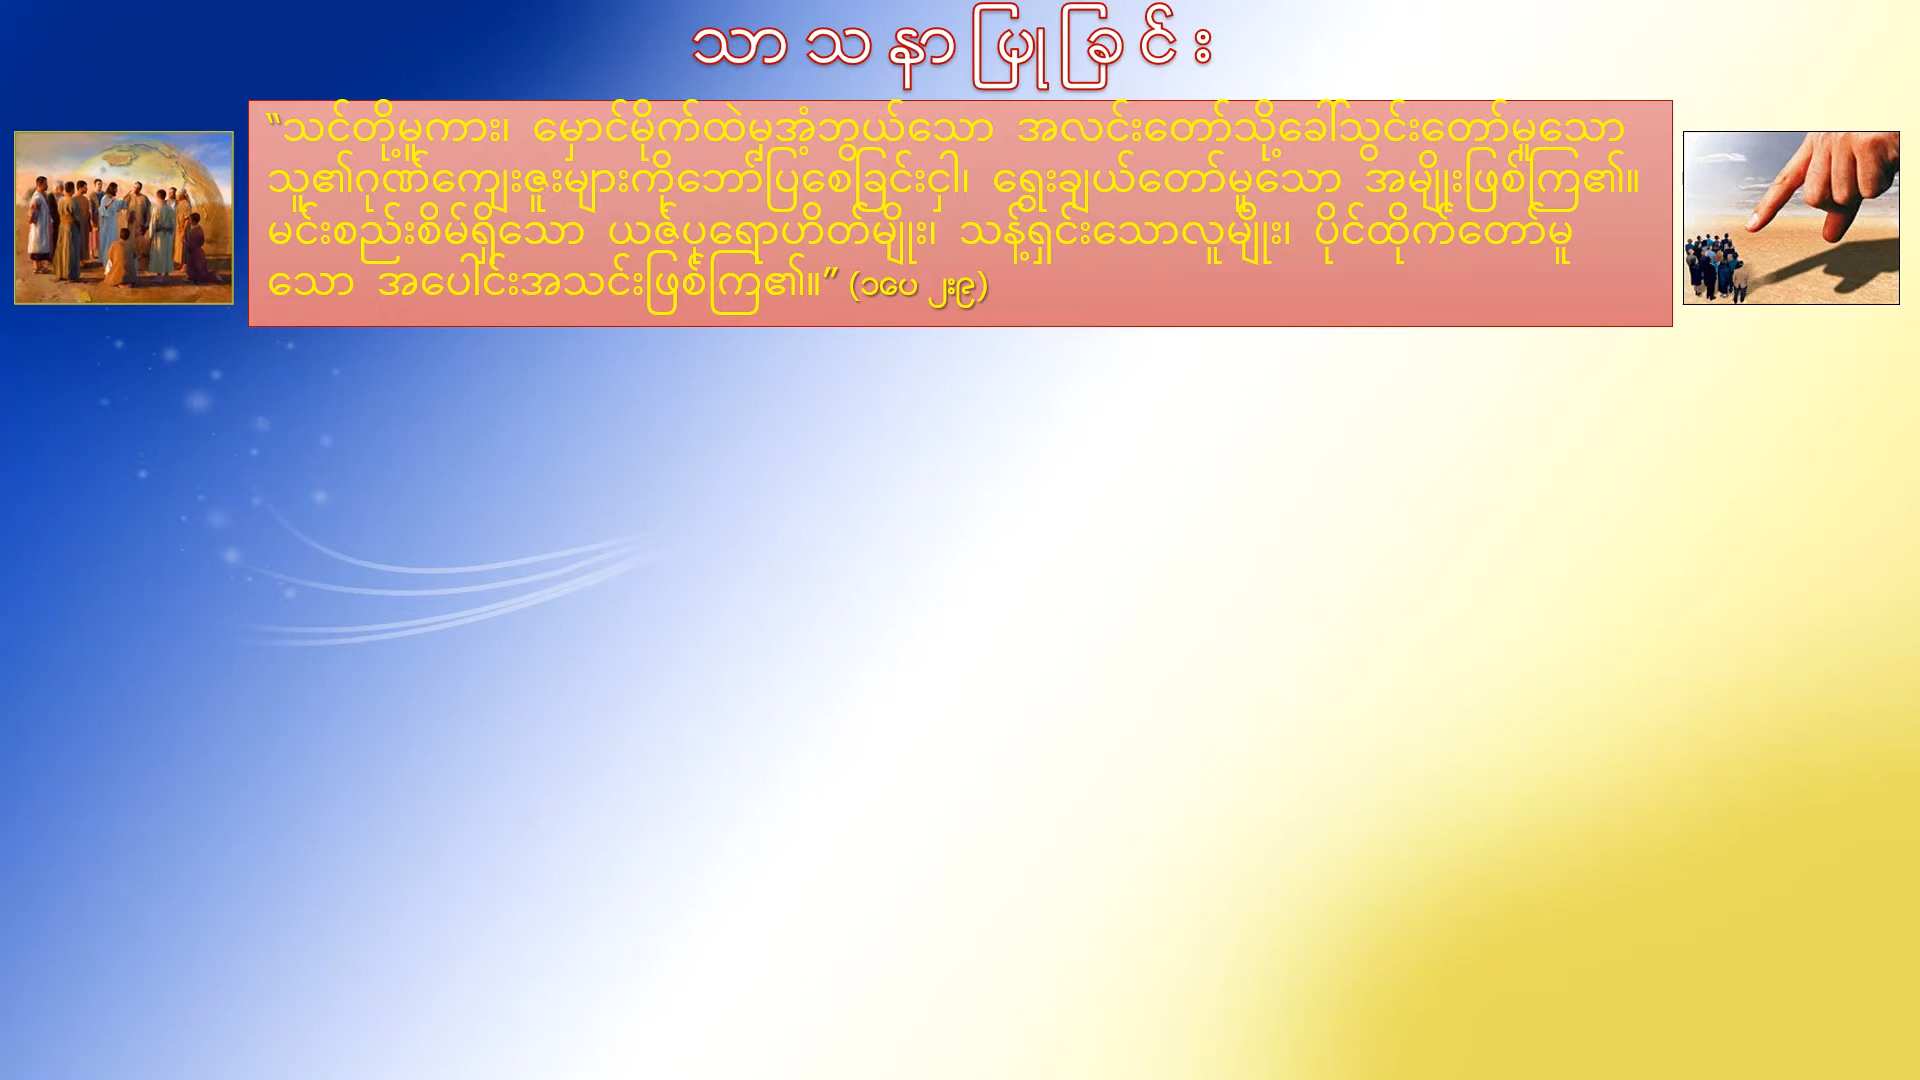 သာသနာပြုခြင်း
“သင်တို့မူကား၊ မှောင်မိုက်ထဲမှအံ့ဘွယ်သော အလင်းတော်သို့ခေါ်သွင်းတော်မူသော
သူ၏ဂုဏ်ကျေးဇူးများကိုဘော်ပြစေခြင်းငှါ၊ ရွေးချယ်တော်မူသော အမျိုးဖြစ်ကြ၏။
မင်းစည်းစိမ်ရှိသော ယဇ်ပုရောဟိတ်မျိုး၊ သန့်ရှင်းသောလူမျိုး၊ ပိုင်ထိုက်တော်မူ
သော အပေါင်းအသင်းဖြစ်ကြ၏။” (၁ပေ ၂း၉)